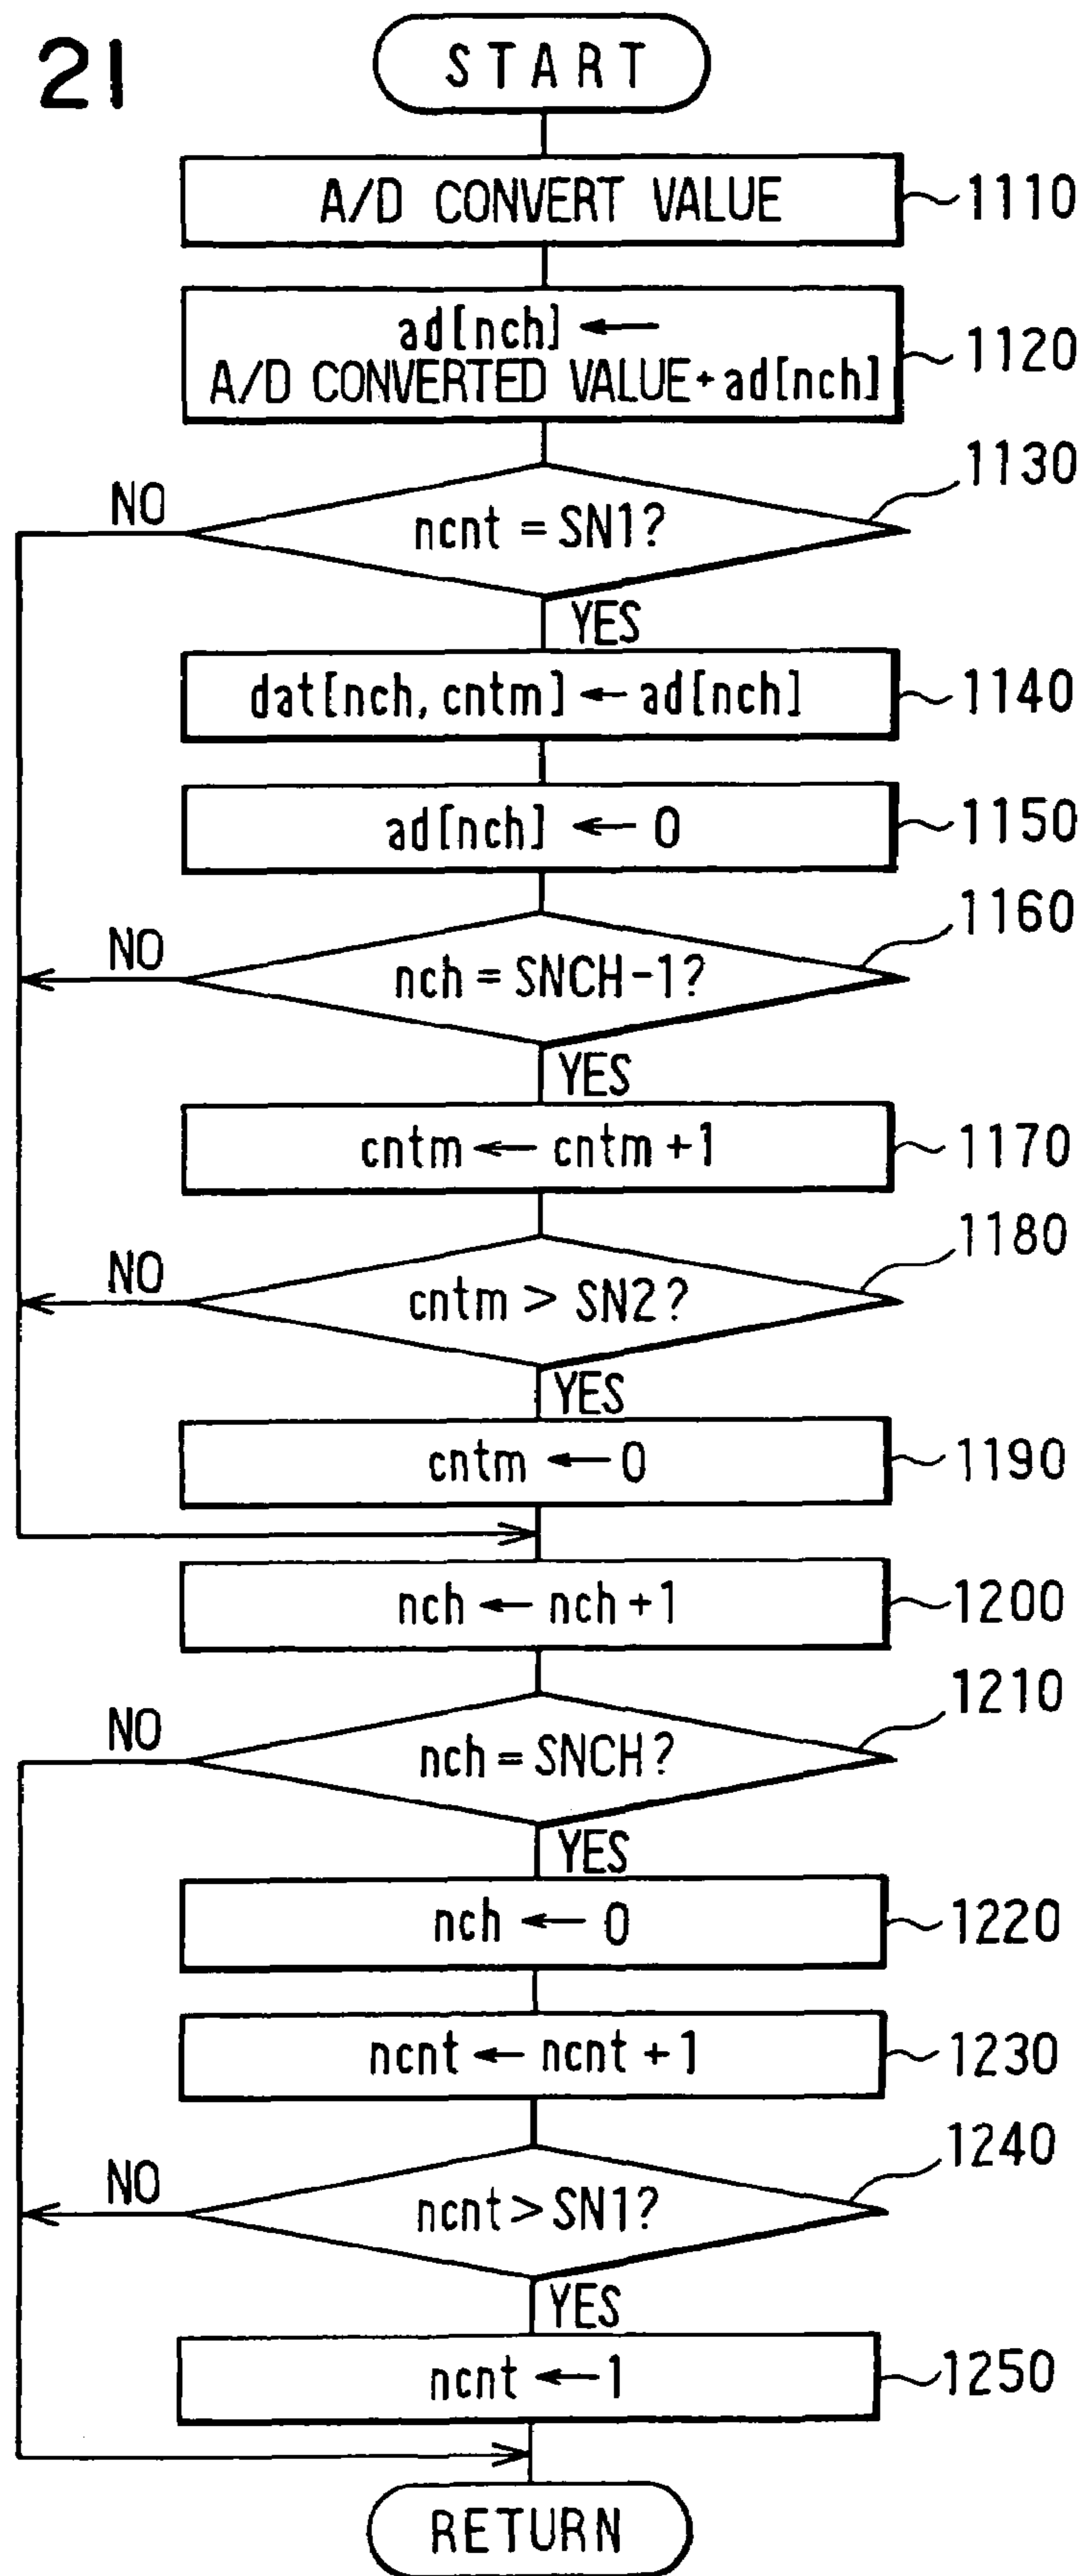 21
START
A/D CONVERT VALUE
1110
ad[nch] ←
A/D CONVERTED VALUE+ad[nch]
1120
1130
NO
ncnt = SN1?
YES
dat[nch, cntm] ← ad[nch]
1140
ad[nch] ← 0
1150
1160
NO
nch = SNCH-1?
YES
cntm ← cntm +1
1170
1180
NO
cntm > SN2?
YES
cntm ← 0
1190
nch ← nch +1
1200
1210
NO
nch = SNCH?
YES
nch ← 0
1220
ncnt ← ncnt +1
1230
1240
NO
ncnt > SN1?
YES
ncnt ← 1
1250
RETURN